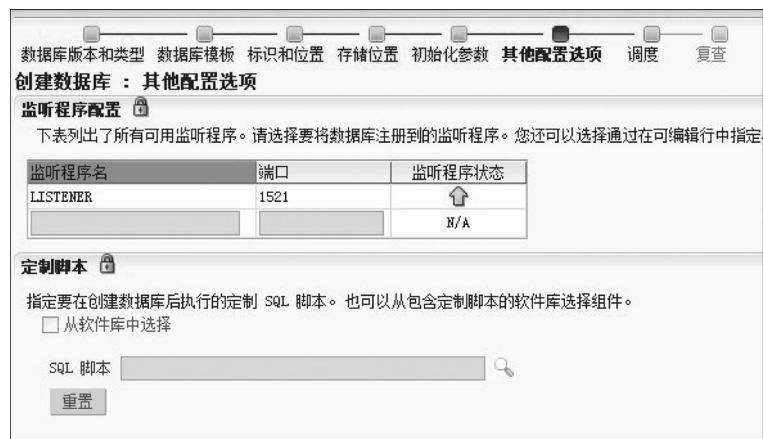 数据库版本和类型 数据库模板 标识和位置 存储位置 初始化参数 其他配置选项 调度 复查
创建数据库 : 其他配置选项
监听程序配置
下表列出了所有可用监听程序。请选择要将数据库注册到的监听程序。您还可以选择通过在可编辑行中指定
监听程序名 端口 监听程序状态
LISTENER 1521
N/A
定制脚本
指定要在创建数据库后执行的定制 SQL 脚本。也可以从包含定制脚本的软件库选择组件。
从软件库中选择
SQL 脚本
重置